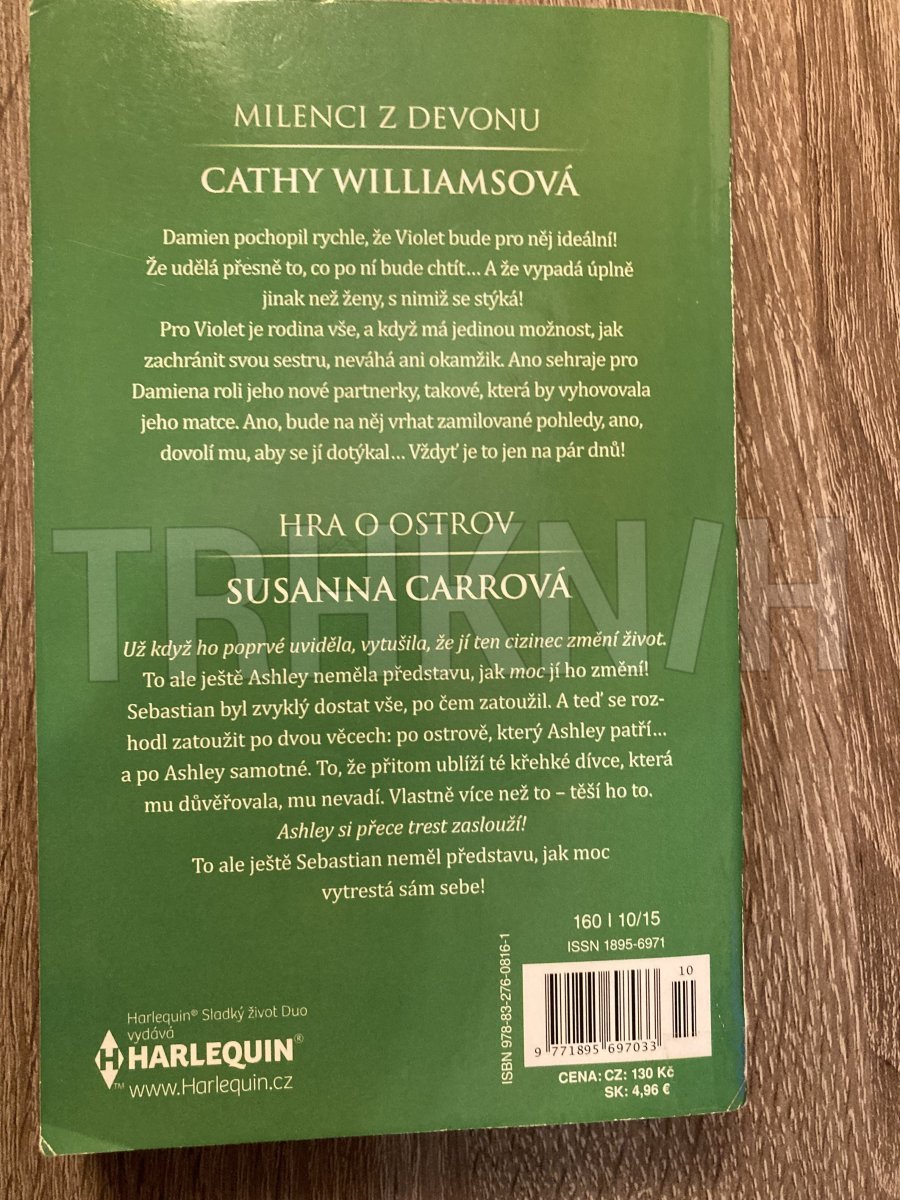 MILENCI Z DEVONU
CATHY WILLIAMSOVÁ
Damien pochopil rychle, že Violet bude pro něj ideální!
Že udělá přesně to, co po ní bude chtít... A že vypadá úplně
jinak než ženy, s nimiž se stýká!
Pro Violet je rodina vše, a když má jedinou možnost, jak
zachránit svou sestru, neváhá ani okamžik. Ano sehraje pro
Damiena roli jeho nové partnerky, takové, která by vyhovovala
jeho matce. Ano, bude na něj vrhat zamilované pohledy, ano,
dovolí mu, aby se jí dotýkal... Vždyť je to jen na pár dnů!
HRA O OSTROV
SUSANNA CARROVÁ
TRHKNIH
Už když ho poprvé uviděla, vytušila, že jí ten cizinec změní život.
To ale ještě Ashley neměla představu, jak moc jí ho změní!
Sebastian byl zvyklý dostat vše, po čem zatoužil. A teď se roz-
hodl zatoužit po dvou věcech: po ostrově, který Ashley patří...
a po Ashley samotné. To, že přitom ublíží té křehké dívce, která
mu důvěřovala, mu nevadí. Vlastně více než to – těší ho to.
Ashley si přece trest zaslouží!
To ale ještě Sebastian neměl představu, jak moc
vytrestá sám sebe!
160 | 10/15
ISSN 1895-6971
ISBN 978-83-276-0816-1
10
9 771895 697033
CENA: CZ: 130 Kč
SK: 4,96 €
Harlequin® Sladký život Duo
vydává
H HARLEQUIN®
™ www.Harlequin.cz